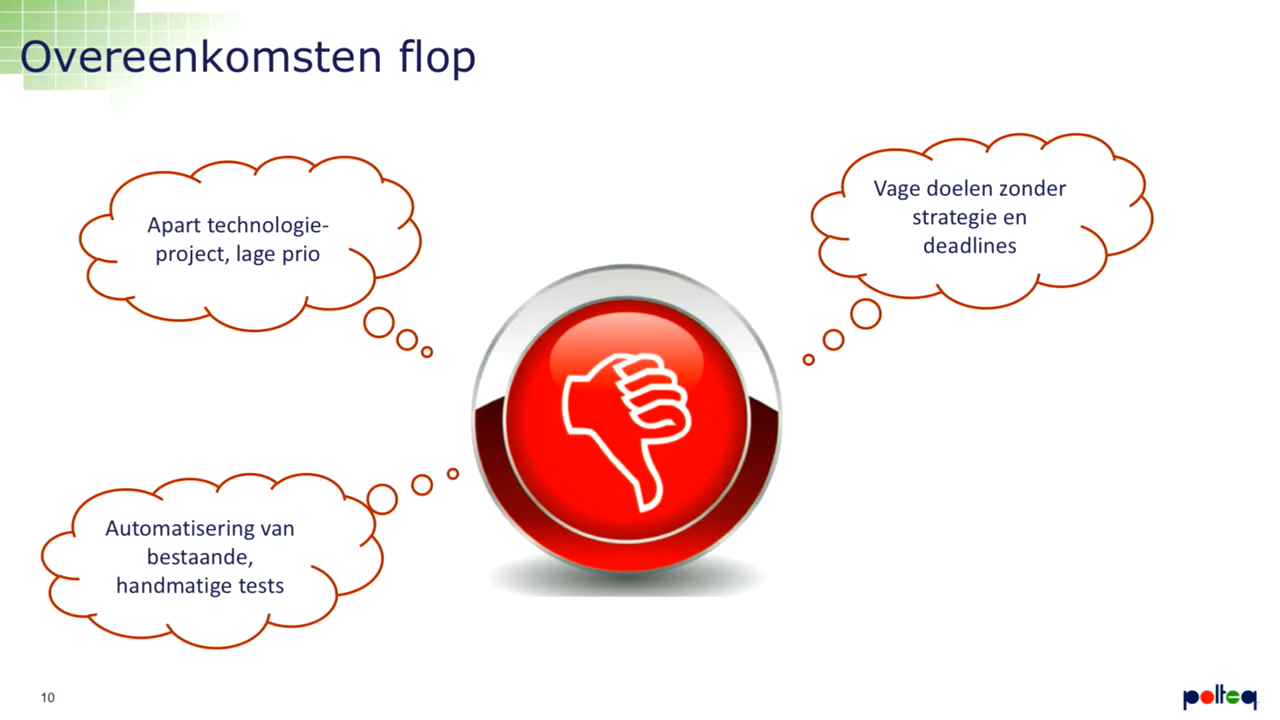 Overeenkomsten flop
Apart technologie-
project, lage prio
Vage doelen zonder
strategie en
deadlines
Automatisering van
bestaande,
handmatige tests
10
polteq